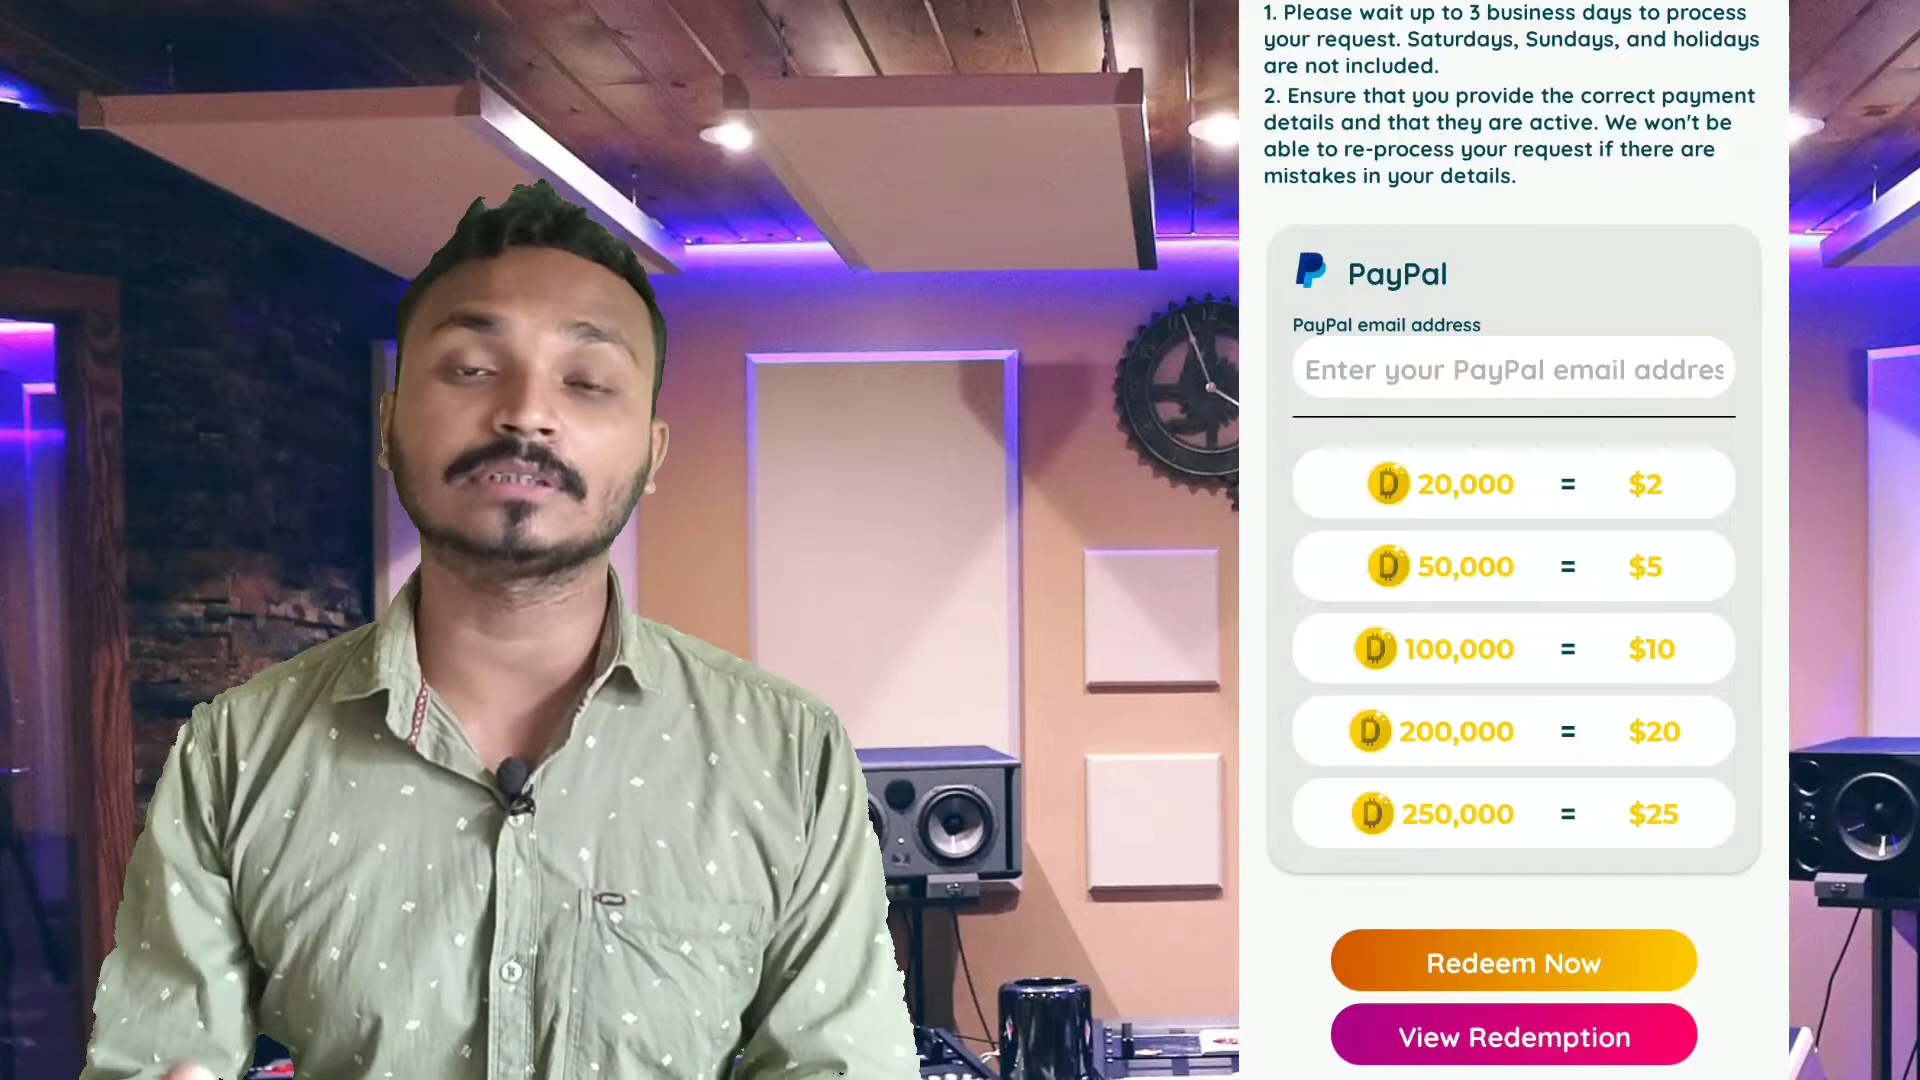 1. Please wait up to 3 business days to process
your request. Saturdays, Sundays, and holidays
are not included.
2. Ensure that you provide the correct payment
details and that they are active. We won't be
able to re-process your request if there are
mistakes in your details.
PayPal
PayPal email address
Enter your PayPal email addres
20,000 = $2
50,000 = $5
100,000 = $10
200,000 = $20
250,000 = $25
Redeem Now
View Redemption
11 12